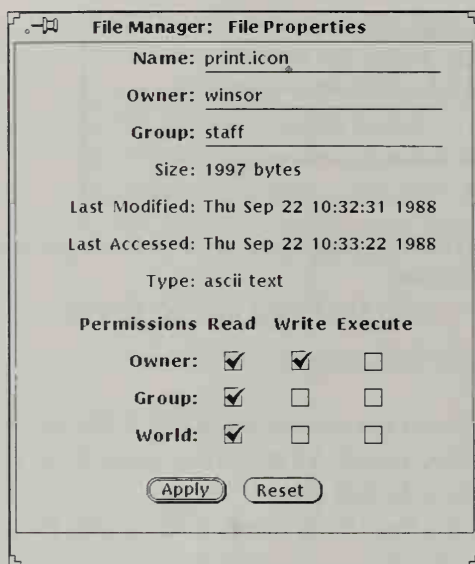 File Manager: File Properties
Name: print.icon
Owner: winsor
Group: staff
Size: 1997 bytes
Last Modified: Thu Sep 22 10:32:31 1988
Last Accessed: Thu Sep 22 10:33:22 1988
Type: ascii text
Permissions Read Write Execute
Owner:
Group:
World:
Apply Reset